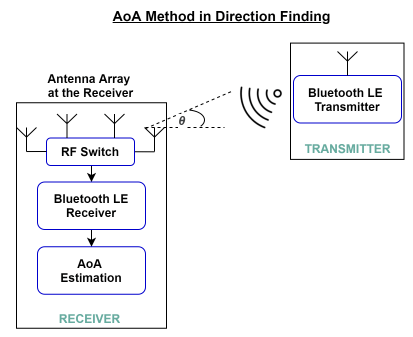 AoA Method in Direction Finding
Antenna Array
at the Receiver
θ
RF Switch
Bluetooth LE
Receiver
AoA
Estimation
RECEIVER
Bluetooth LE
Transmitter
TRANSMITTER